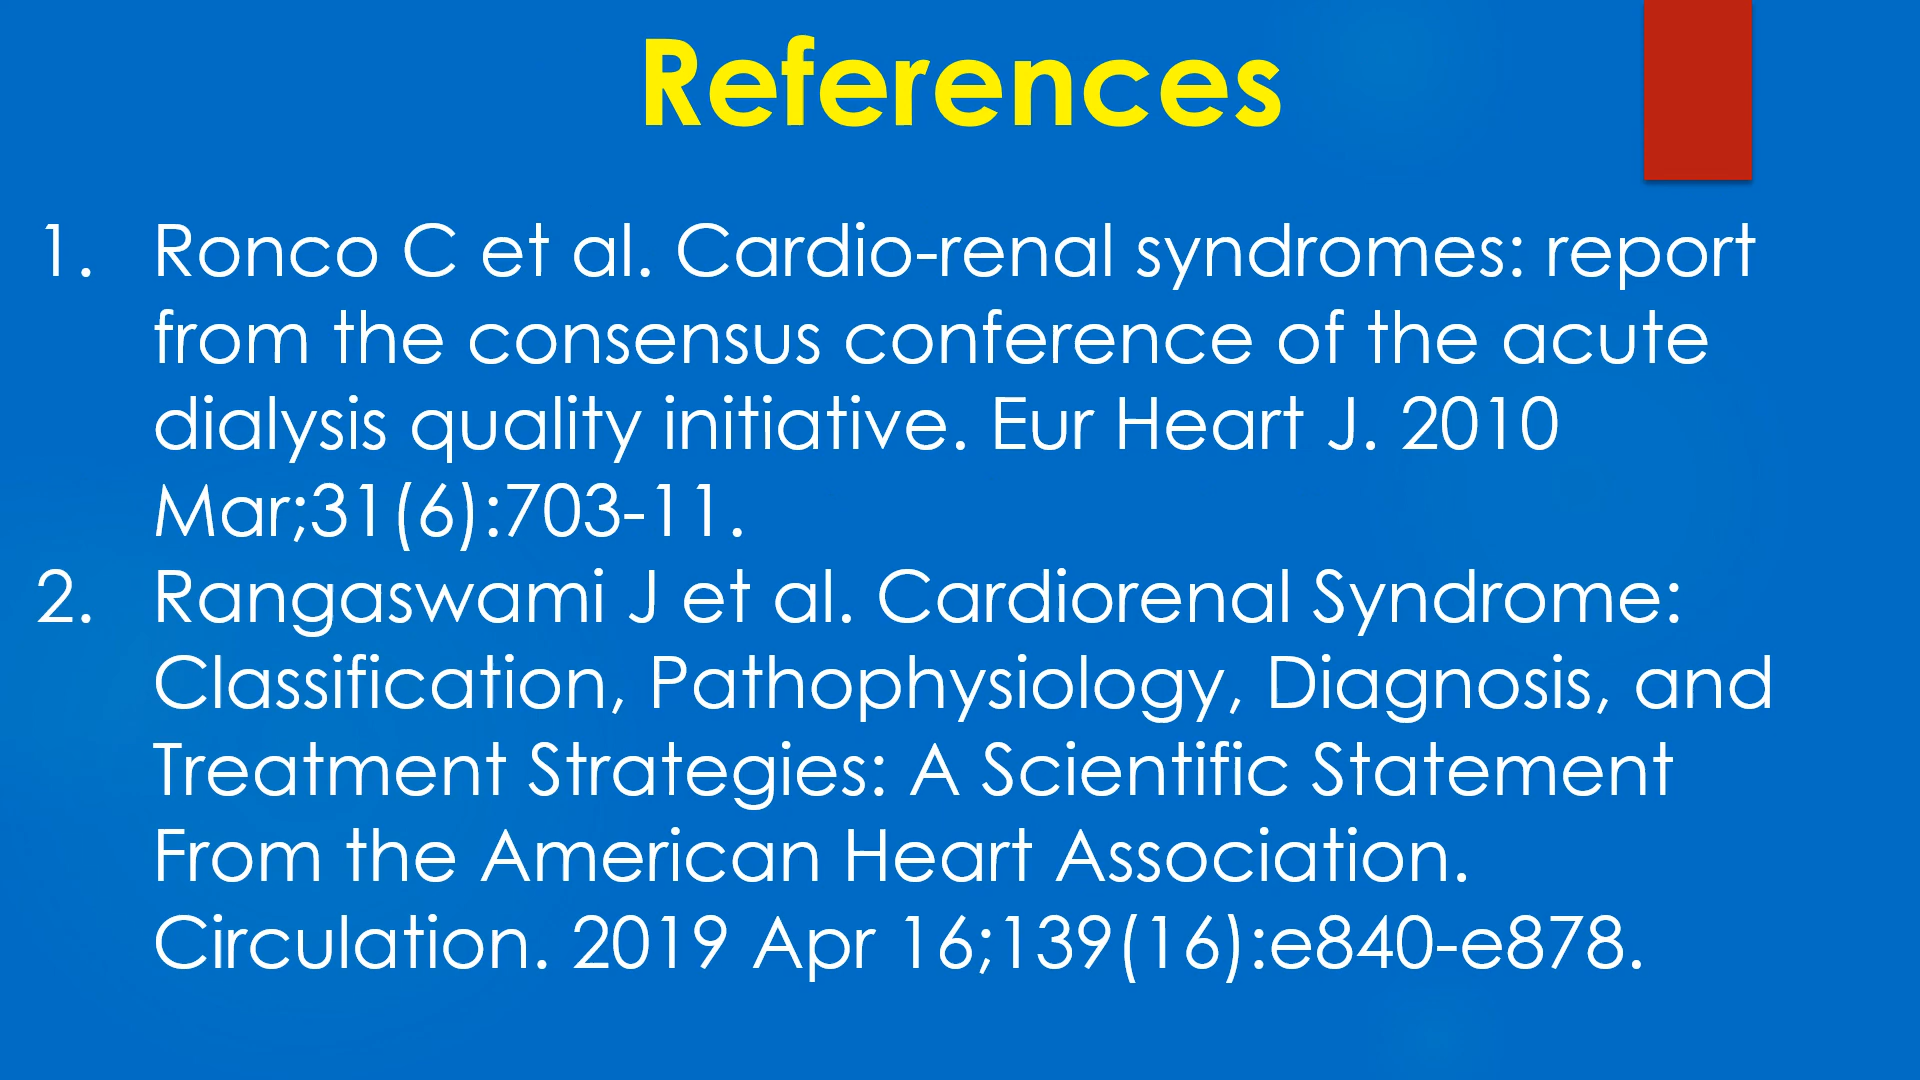 References
1. Ronco C et al. Cardio-renal syndromes: report
from the consensus conference of the acute
dialysis quality initiative. Eur Heart J. 2010
Mar;31(6):703-11.
2. Rangaswami J et al. Cardiorenal Syndrome:
Classification, Pathophysiology, Diagnosis, and
Treatment Strategies: A Scientific Statement
From the American Heart Association.
Circulation. 2019 Apr 16;139(16):e840-e878.